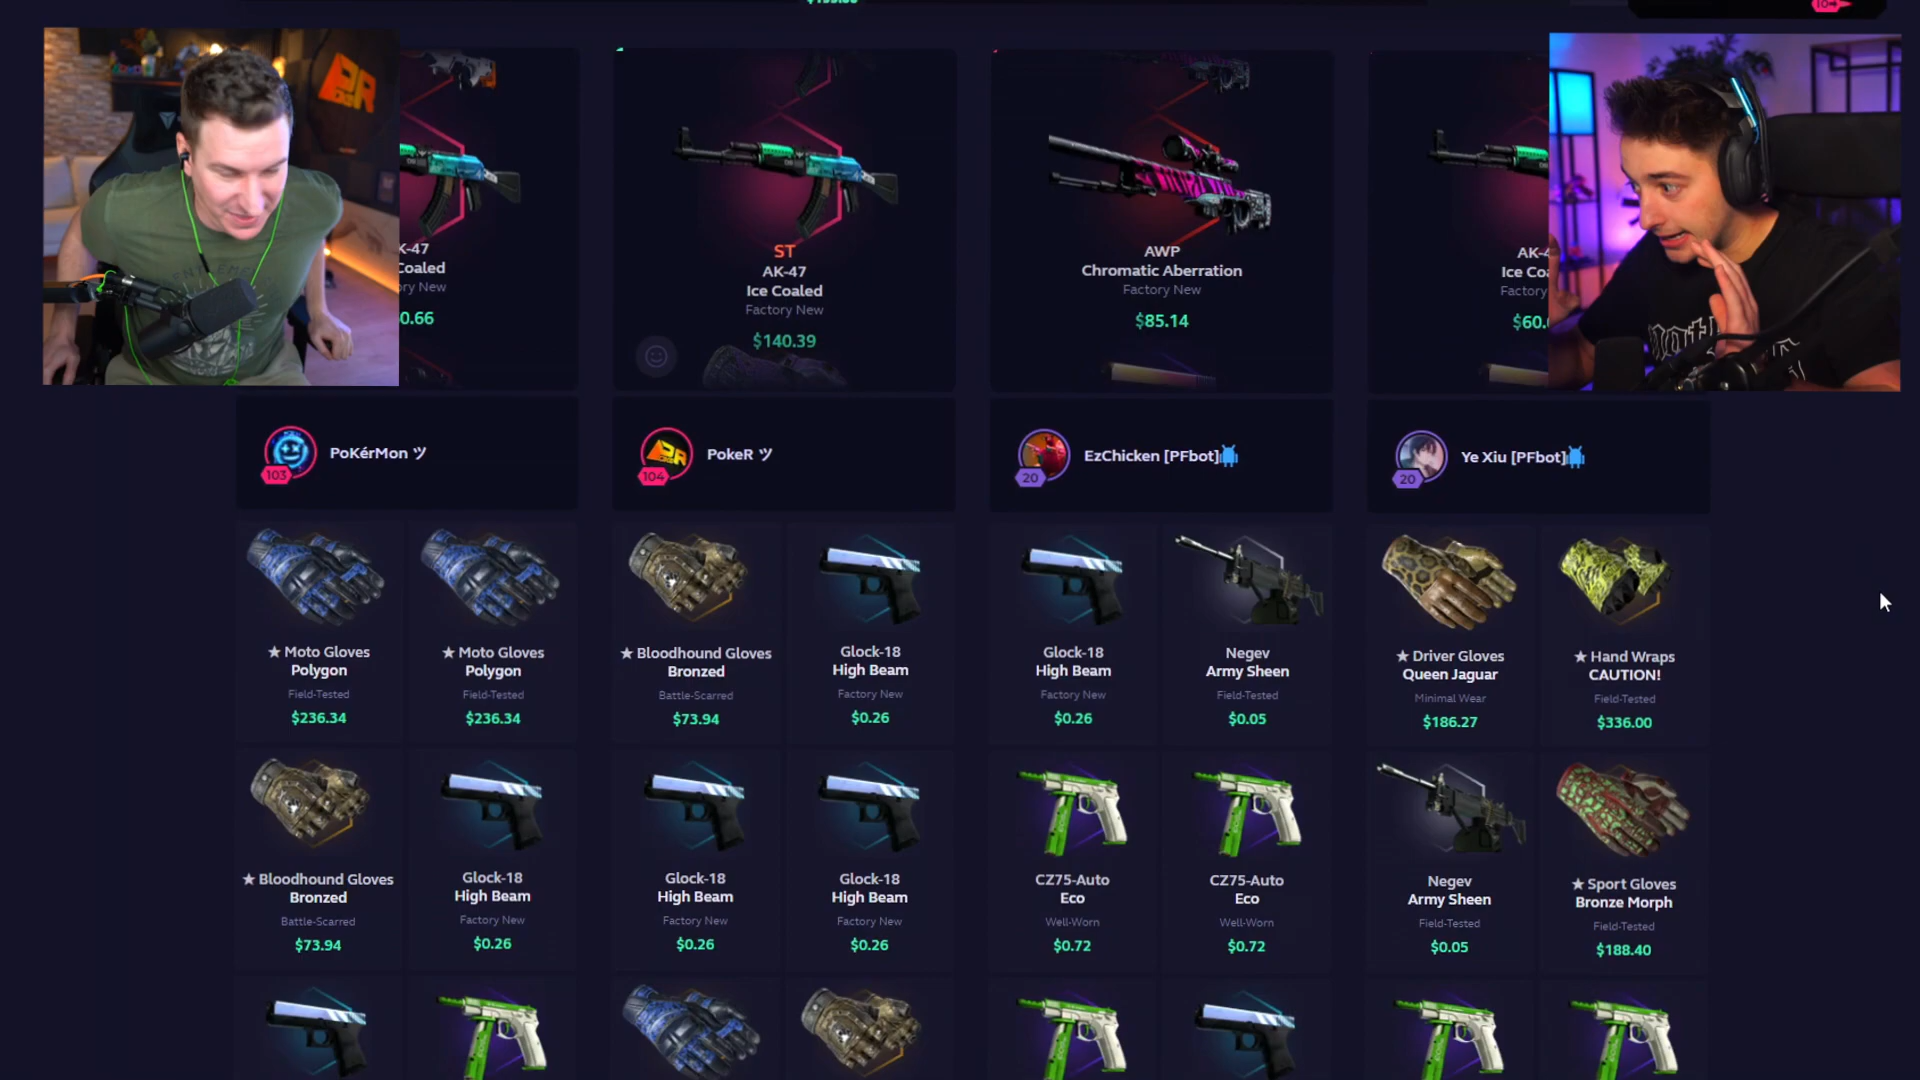 K-47
Coaled
ory New
0.66
ST
AK-47
Ice Coaled
Factory New
$140.39
AWP
Chromatic Aberration
Factory New
$85.14
AK-4
Ice Coa
Factory
$60.
103
PoKérMon ツ
104
PokeR ツ
20
EzChicken [PFbot]
20
Ye Xiu [PFbot]
★ Moto Gloves
Polygon
Field-Tested
$236.34
★ Moto Gloves
Polygon
Field-Tested
$236.34
★ Bloodhound Gloves
Bronzed
Battle-Scarred
$73.94
Glock-18
High Beam
Factory New
$0.26
Glock-18
High Beam
Factory New
$0.26
Negev
Army Sheen
Field-Tested
$0.05
★ Driver Gloves
Queen Jaguar
Minimal Wear
$186.27
★ Hand Wraps
CAUTION!
Field-Tested
$336.00
★ Bloodhound Gloves
Bronzed
Battle-Scarred
$73.94
Glock-18
High Beam
Factory New
$0.26
Glock-18
High Beam
Factory New
$0.26
Glock-18
High Beam
Factory New
$0.26
CZ75-Auto
Eco
Well-Worn
$0.72
CZ75-Auto
Eco
Well-Worn
$0.72
Negev
Army Sheen
Field-Tested
$0.05
★ Sport Gloves
Bronze Morph
Field-Tested
$188.40